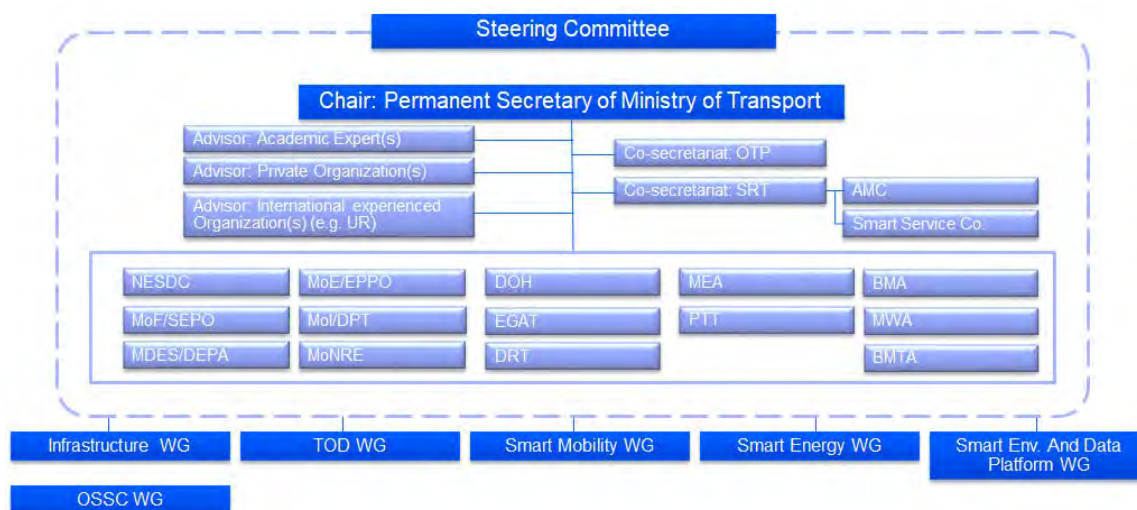 Steering Committee
Chair: Permanent Secretary of Ministry of Transport
Advisor: Academic Expert(s)
Advisor: Private Organization(s)
Advisor: International experienced
Organization(s) (e.g. UR)
Co-secretariat: OTP
Co-secretariat: SRT
AMC
Smart Service Co.
NESDC
MoE/EPPO
DOH
MEA
BMA
MoF/SEPO
MoI/DPT
EGAT
PTT
MWA
MDES/DEPA
MoNRE
DRT
BMTA
Infrastructure WG
TOD WG
Smart Mobility WG
Smart Energy WG
Smart Env. And Data
Platform WG
OSSC WG